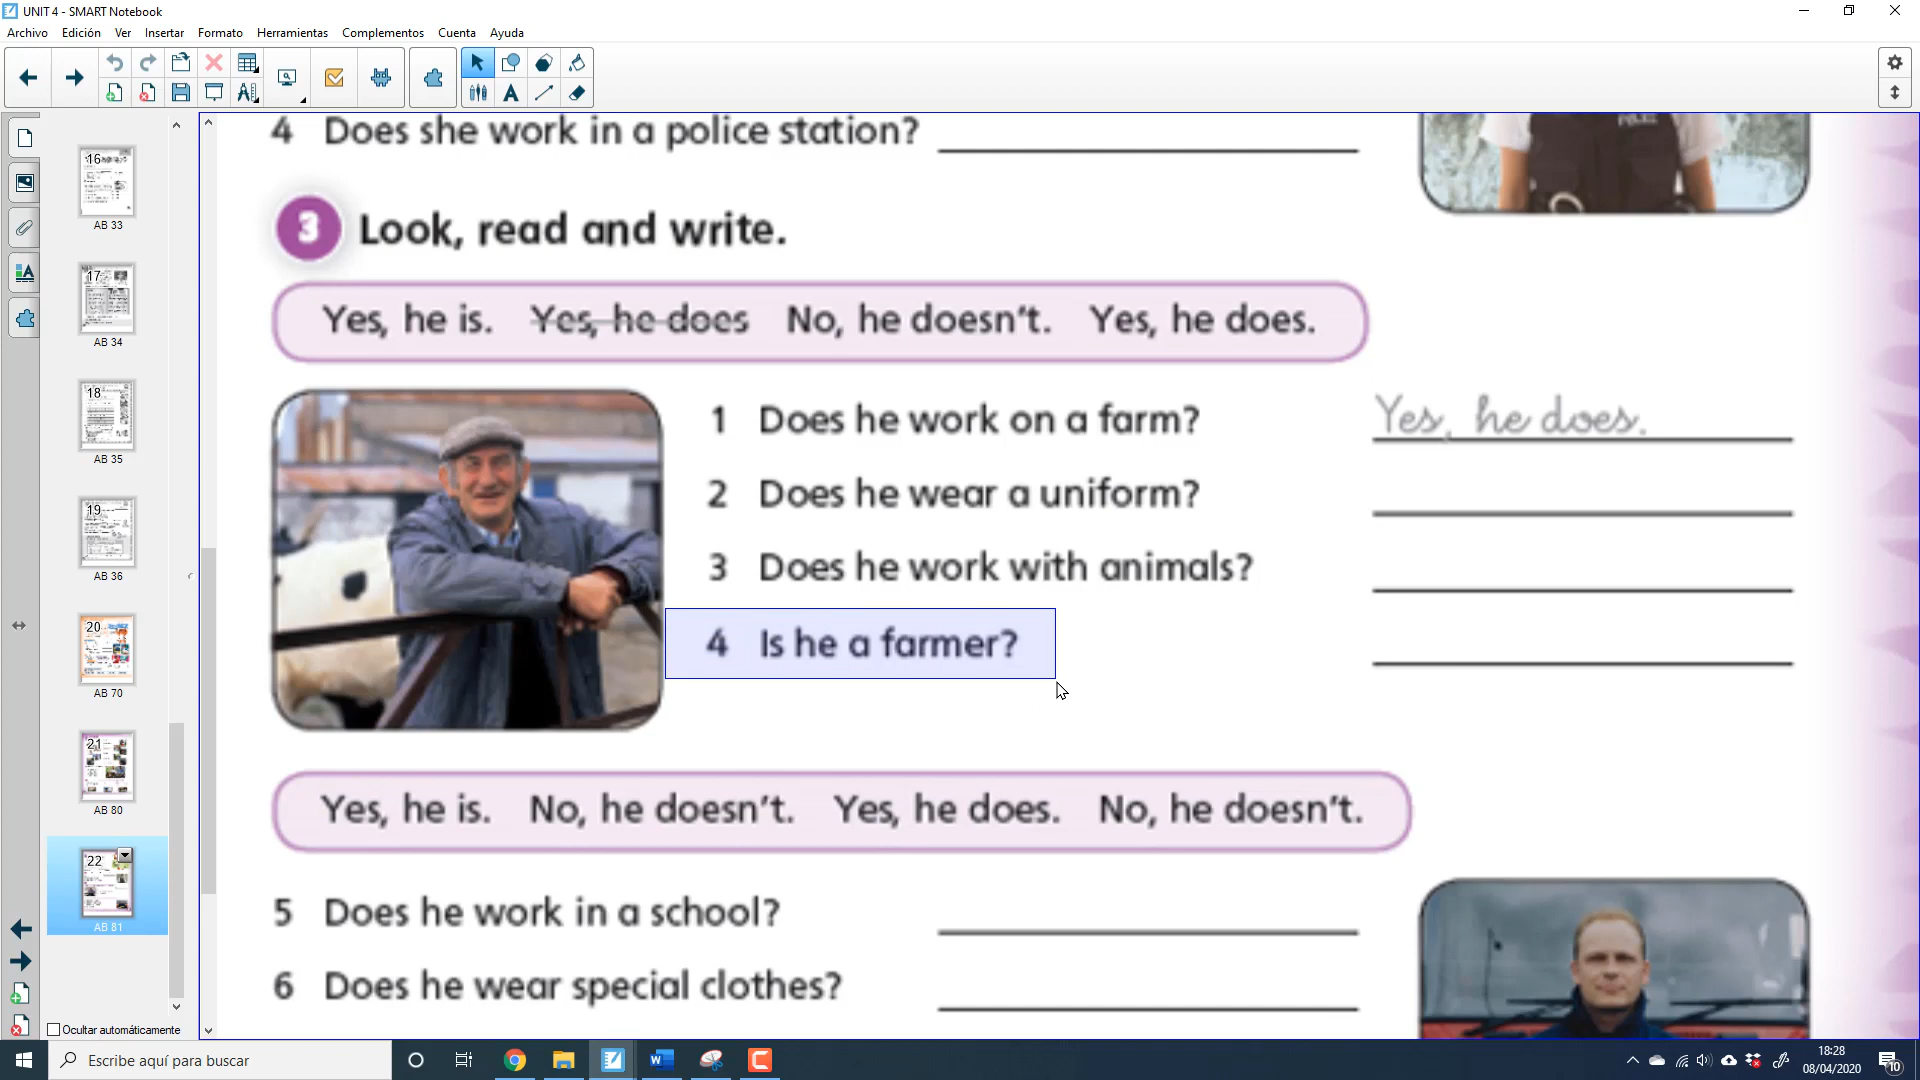 UNIT 4 - SMART Notebook
Archivo Edición Ver Insertar Formato Herramientas Complementos Cuenta Ayuda
4 Does she work in a police station?
3 Look, read and write.
Yes, he is. Yes, he does No, he doesn't. Yes, he does.
1 Does he work on a farm? Yes, he does.
2 Does he wear a uniform?
3 Does he work with animals?
4 Is he a farmer?
Yes, he is. No, he doesn't. Yes, he does. No, he doesn't.
5 Does he work in a school?
6 Does he wear special clothes?
16
AB 33
17
AB 34
18
AB 35
19
AB 36
20
AB 70
21
AB 80
22
AB 81
Ocultar automáticamente
Escribe aquí para buscar
18:28
08/04/2020
10